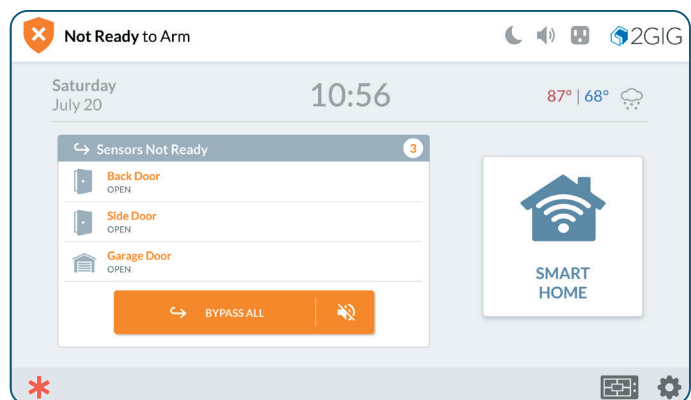 Not Ready to Arm
2GIG
Saturday
July 20
10:56
87° | 68°
Sensors Not Ready
3
Back Door
OPEN
Side Door
OPEN
Garage Door
OPEN
BYPASS ALL
SMART
HOME